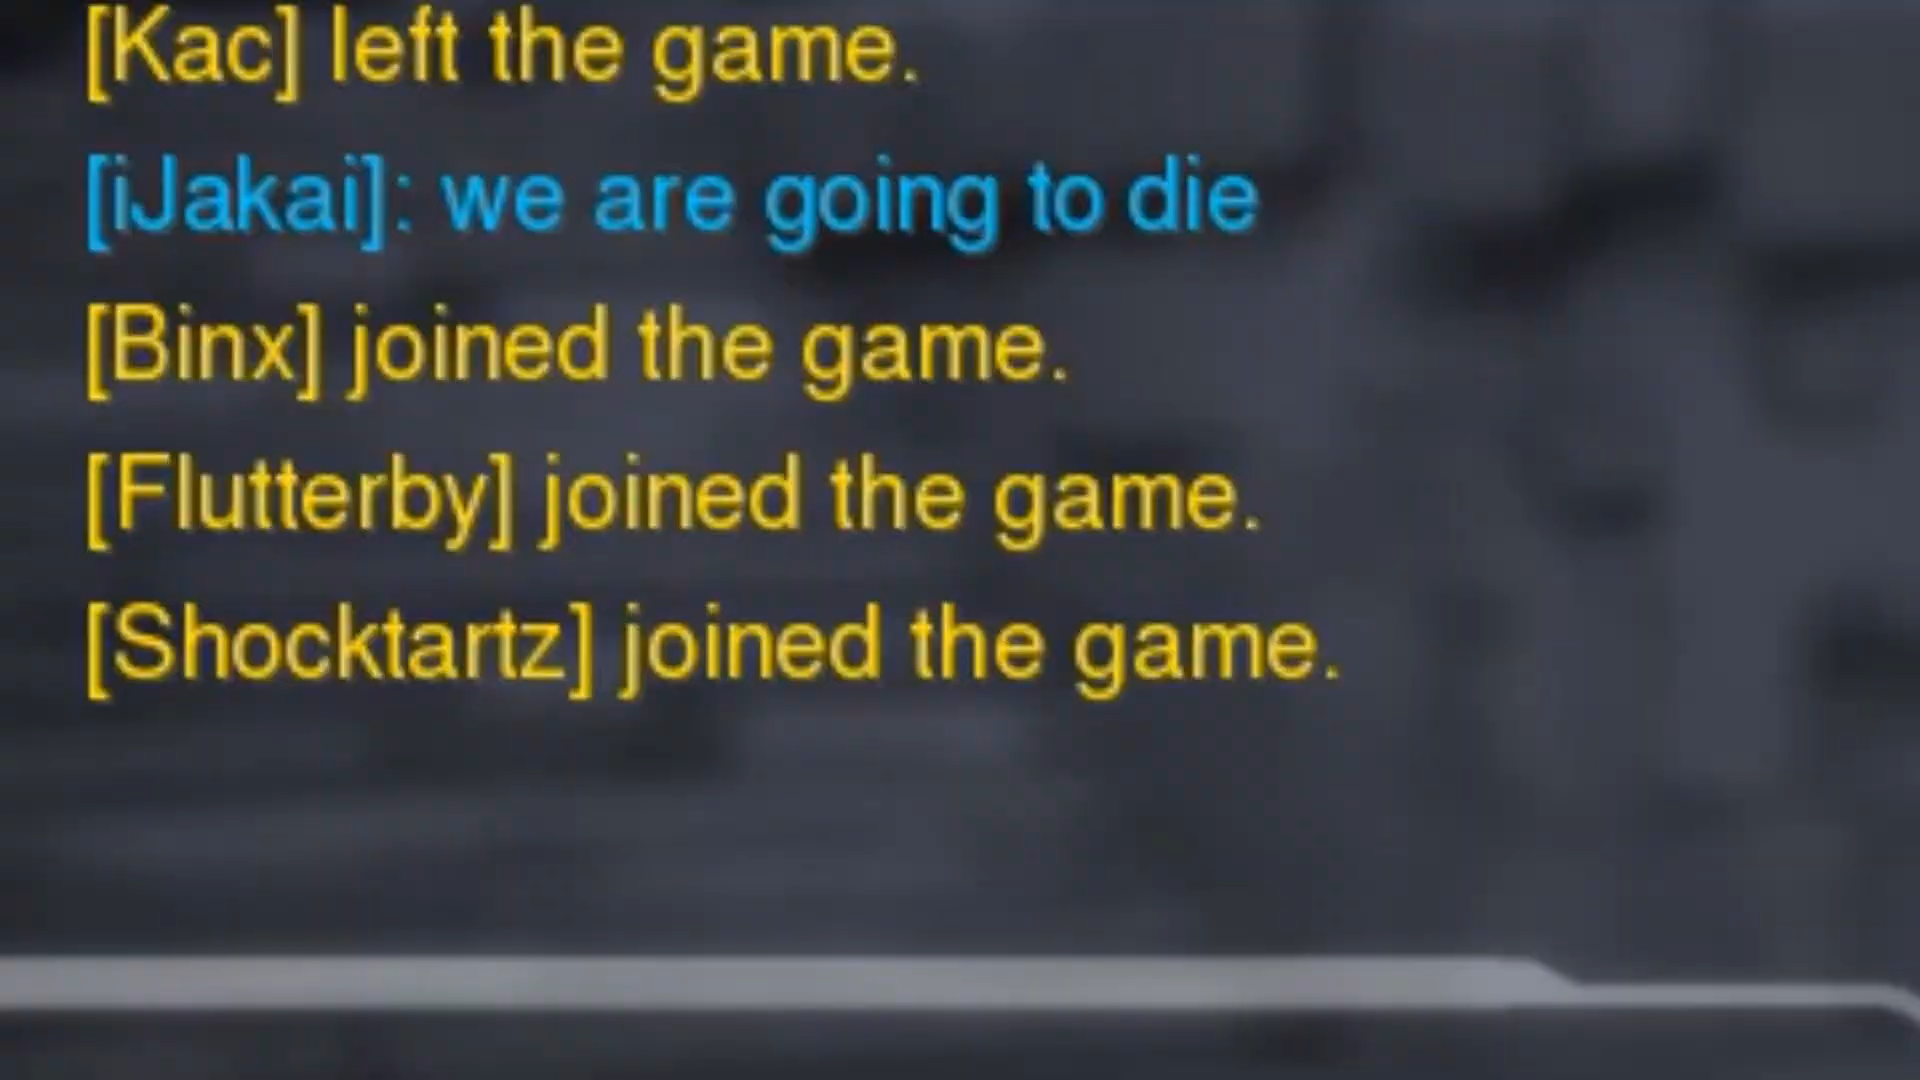 [Kac] left the game.
[iJakai]: we are going to die
[Binx] joined the game.
[Flutterby] joined the game.
[Shocktartz] joined the game.